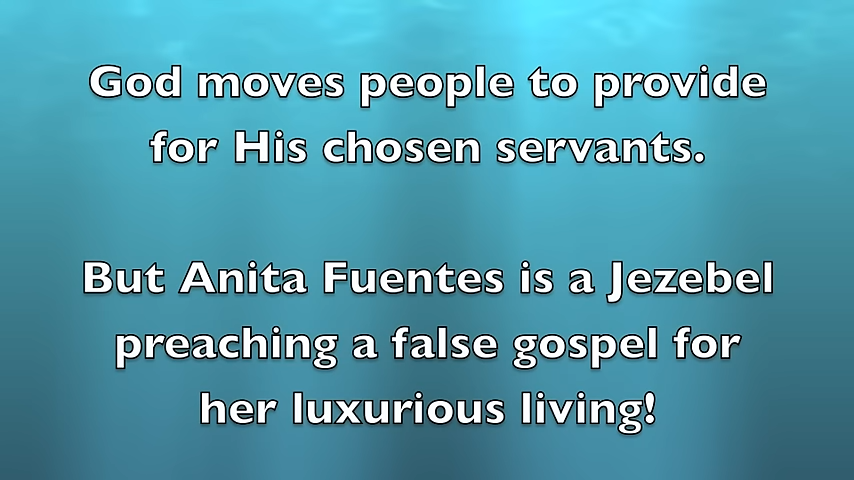 God moves people to provide
for His chosen servants.
But Anita Fuentes is a Jezebel
preaching a false gospel for
her luxurious living!